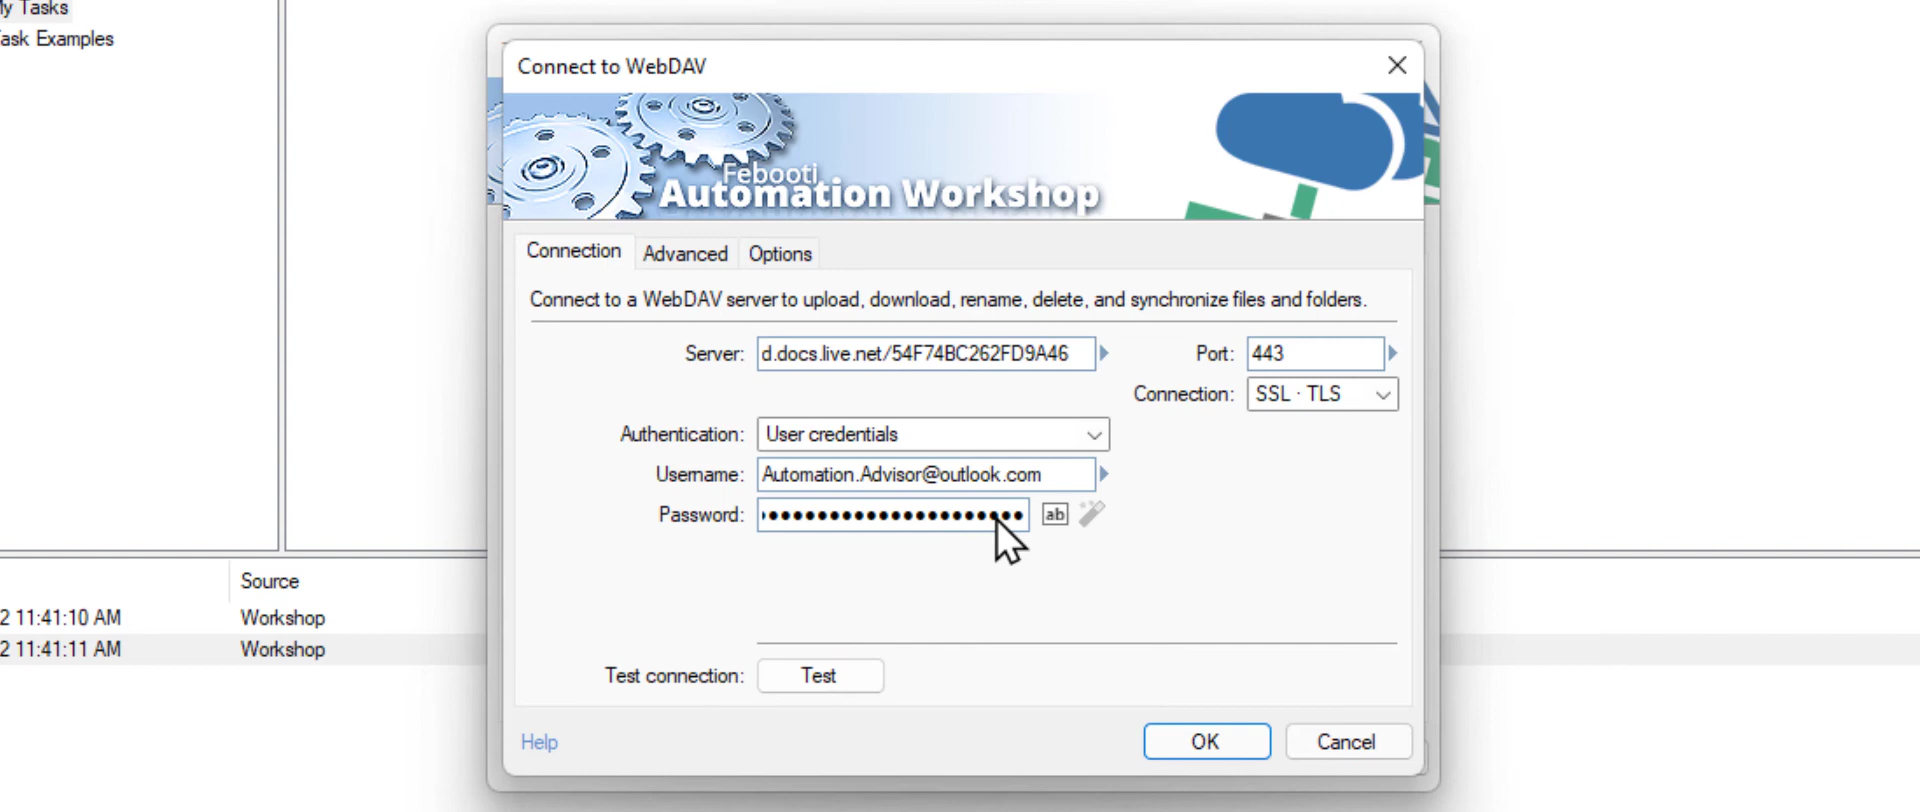 My Tasks
Task Examples
Connect to WebDAV
Febooti
Automation Workshop
Connection Advanced Options
Connect to a WebDAV server to upload, download, rename, delete, and synchronize files and folders.
Server: d.docs.live.net/54F74BC262FD9A46 Port: 443
Connection: SSL · TLS
Authentication: User credentials
Username: Automation.Advisor@outlook.com
Password: ab
Source
2 11:41:10 AM Workshop
2 11:41:11 AM Workshop
Test connection: Test
Help OK Cancel